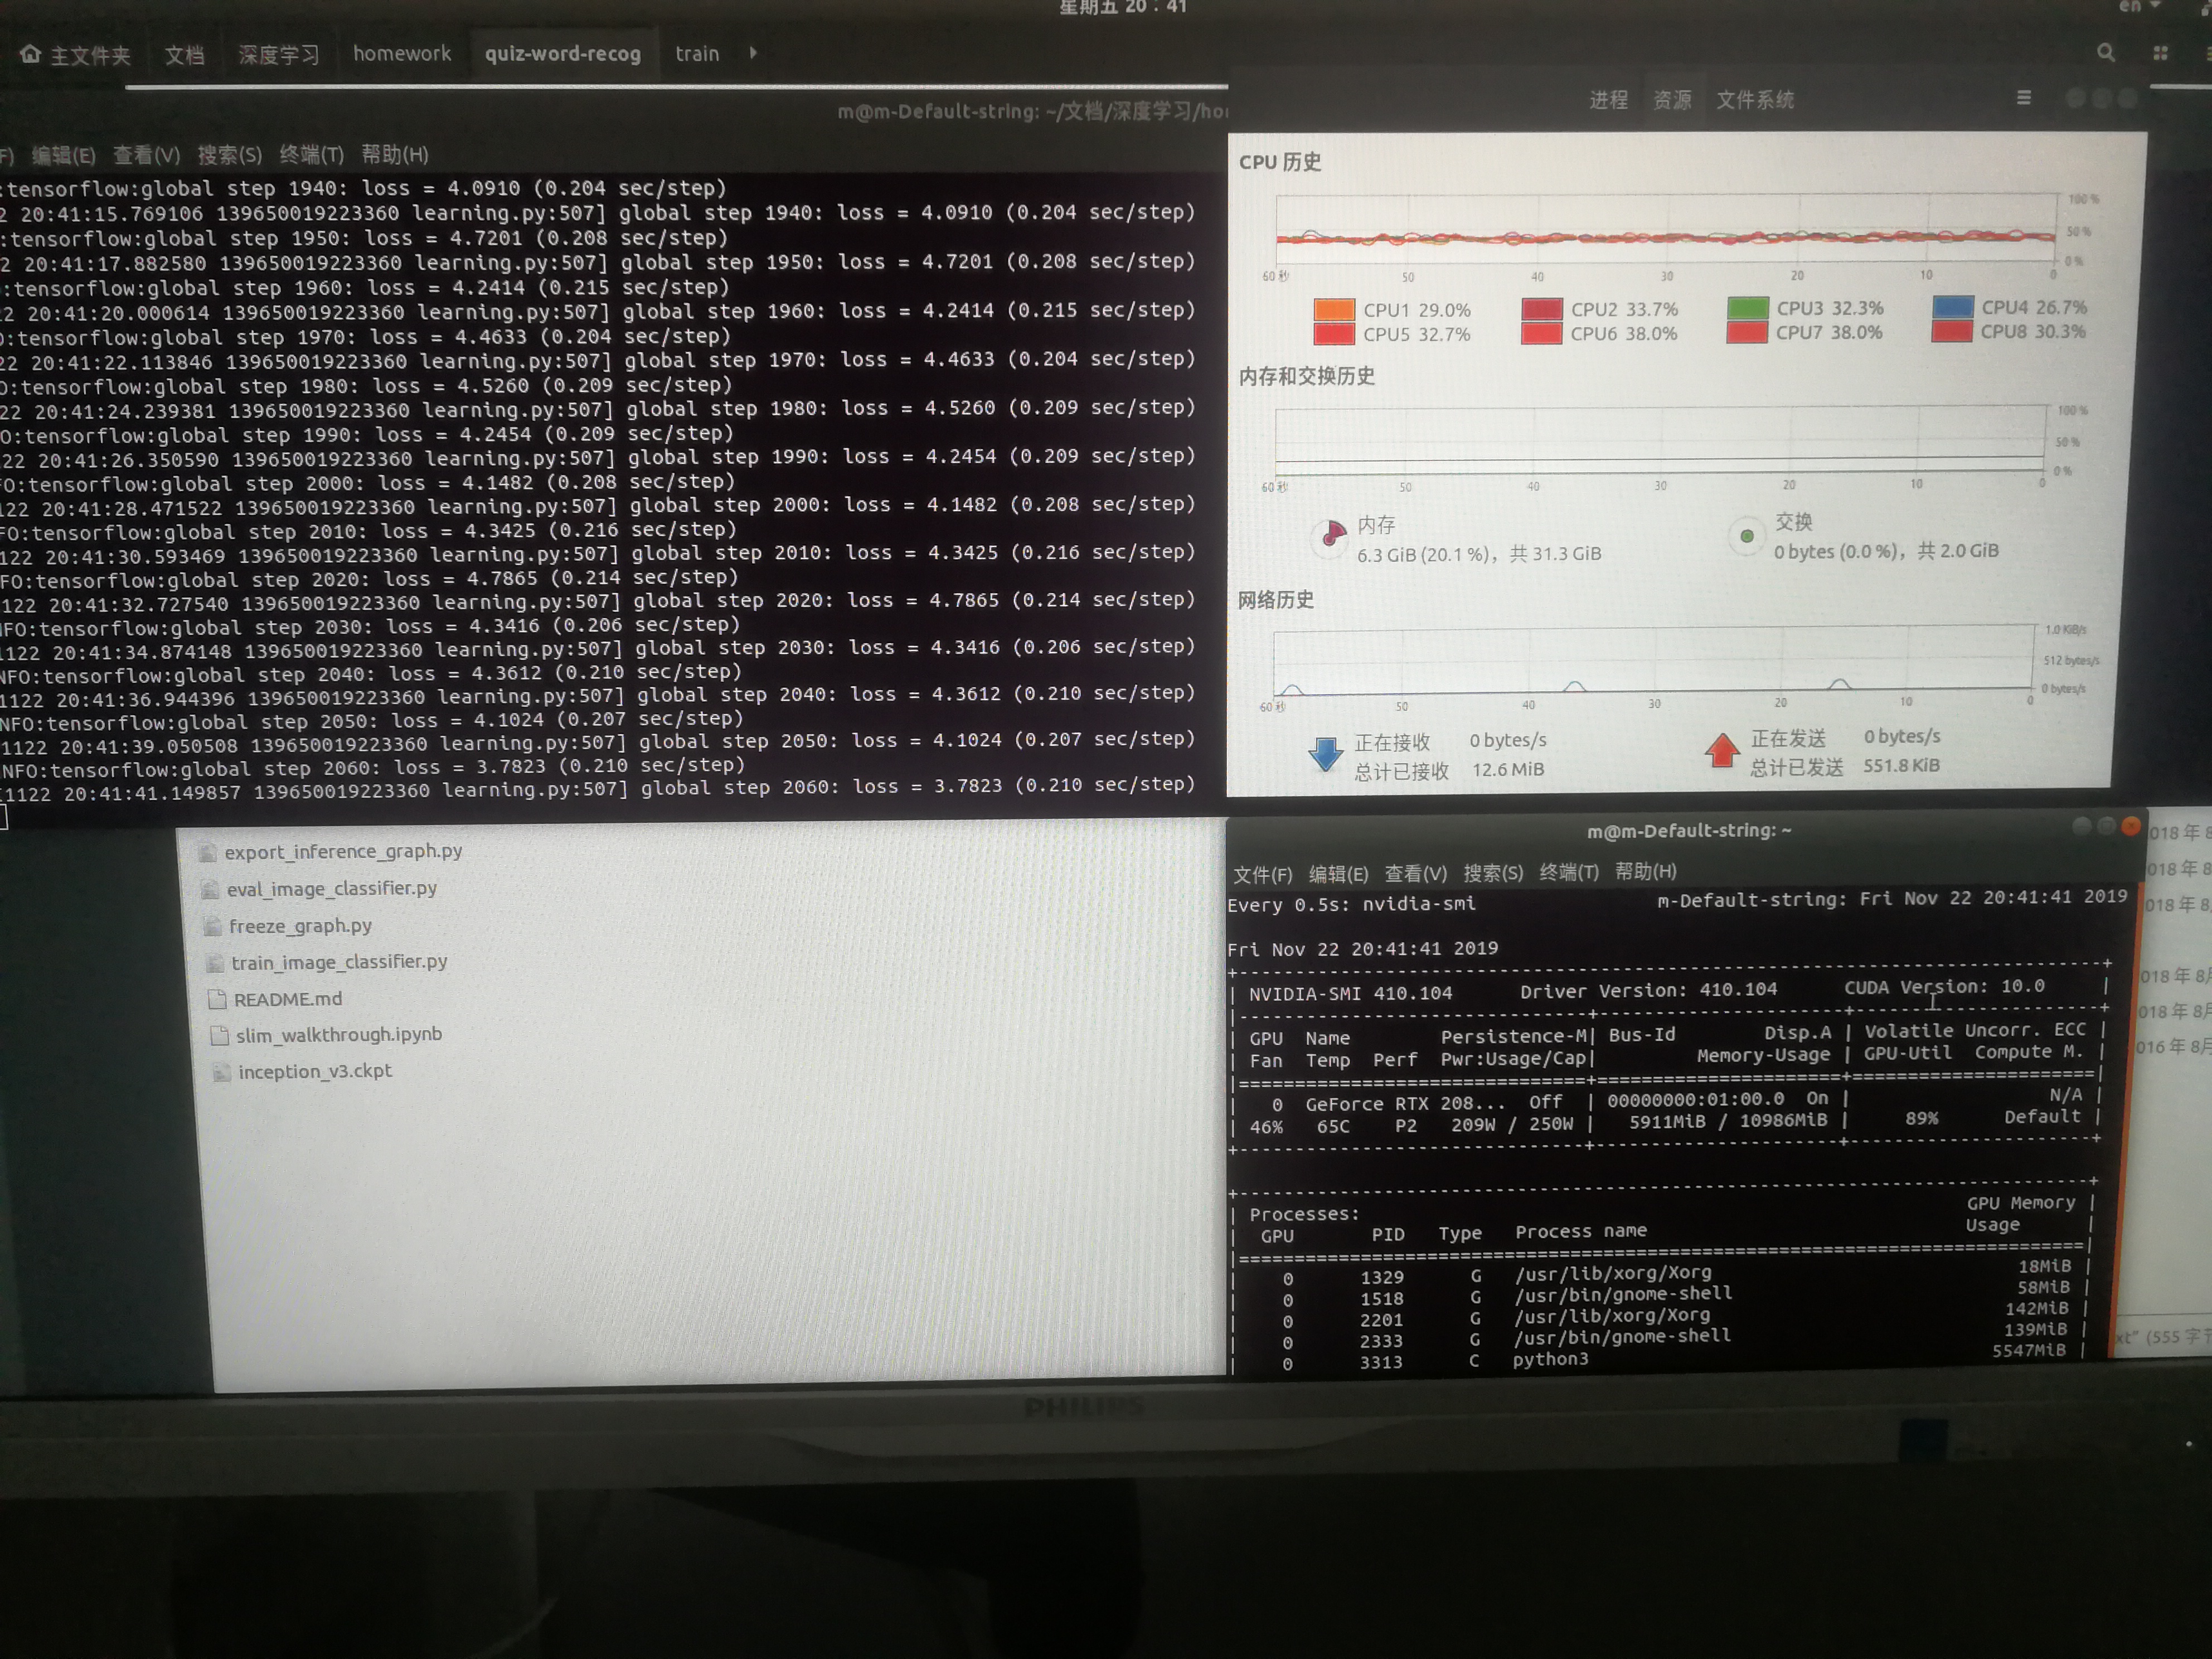 星期五 20：41
en
主文件夹 文档 深度学习 homework quiz-word-recog train
m@m-Default-string: ~/文档/深度学习/ho
F) 编辑(E) 查看(V) 搜索(S) 终端(T) 帮助(H)
:tensorflow:global step 1940: loss = 4.0910 (0.204 sec/step)
2 20:41:15.769106 139650019223360 learning.py:507] global step 1940: loss = 4.0910 (0.204 sec/step)
:tensorflow:global step 1950: loss = 4.7201 (0.208 sec/step)
2 20:41:17.882580 139650019223360 learning.py:507] global step 1950: loss = 4.7201 (0.208 sec/step)
:tensorflow:global step 1960: loss = 4.2414 (0.215 sec/step)
2 20:41:20.000614 139650019223360 learning.py:507] global step 1960: loss = 4.2414 (0.215 sec/step)
O:tensorflow:global step 1970: loss = 4.4633 (0.204 sec/step)
22 20:41:22.113846 139650019223360 learning.py:507] global step 1970: loss = 4.4633 (0.204 sec/step)
O:tensorflow:global step 1980: loss = 4.5260 (0.209 sec/step)
22 20:41:24.239381 139650019223360 learning.py:507] global step 1980: loss = 4.5260 (0.209 sec/step)
O:tensorflow:global step 1990: loss = 4.2454 (0.209 sec/step)
22 20:41:26.350590 139650019223360 learning.py:507] global step 1990: loss = 4.2454 (0.209 sec/step)
FO:tensorflow:global step 2000: loss = 4.1482 (0.208 sec/step)
122 20:41:28.471522 139650019223360 learning.py:507] global step 2000: loss = 4.1482 (0.208 sec/step)
FO:tensorflow:global step 2010: loss = 4.3425 (0.216 sec/step)
122 20:41:30.593469 139650019223360 learning.py:507] global step 2010: loss = 4.3425 (0.216 sec/step)
FO:tensorflow:global step 2020: loss = 4.7865 (0.214 sec/step)
122 20:41:32.727540 139650019223360 learning.py:507] global step 2020: loss = 4.7865 (0.214 sec/step)
NFO:tensorflow:global step 2030: loss = 4.3416 (0.206 sec/step)
1122 20:41:34.874148 139650019223360 learning.py:507] global step 2030: loss = 4.3416 (0.206 sec/step)
NFO:tensorflow:global step 2040: loss = 4.3612 (0.210 sec/step)
1122 20:41:36.944396 139650019223360 learning.py:507] global step 2040: loss = 4.3612 (0.210 sec/step)
NFO:tensorflow:global step 2050: loss = 4.1024 (0.207 sec/step)
1122 20:41:39.050508 139650019223360 learning.py:507] global step 2050: loss = 4.1024 (0.207 sec/step)
NFO:tensorflow:global step 2060: loss = 3.7823 (0.210 sec/step)
1122 20:41:41.149857 139650019223360 learning.py:507] global step 2060: loss = 3.7823 (0.210 sec/step)
进程 资源 文件系统
CPU 历史
100 %
50 %
0 %
60 秒 50 40 30 20 10 0
CPU1 29.0% CPU2 33.7% CPU3 32.3% CPU4 26.7%
CPU5 32.7% CPU6 38.0% CPU7 38.0% CPU8 30.3%
内存和交换历史
100 %
50 %
0 %
60 秒 50 40 30 20 10 0
内存 交换
6.3 GiB (20.1 %)，共 31.3 GiB 0 bytes (0.0 %)，共 2.0 GiB
网络历史
1.0 KiB/s
512 bytes/s
0 bytes/s
60 秒 50 40 30 20 10 0
正在接收 0 bytes/s 正在发送 0 bytes/s
总计已接收 12.6 MiB 总计已发送 551.8 KiB
export_inference_graph.py
eval_image_classifier.py
freeze_graph.py
train_image_classifier.py
README.md
slim_walkthrough.ipynb
inception_v3.ckpt
m@m-Default-string: ~
文件(F) 编辑(E) 查看(V) 搜索(S) 终端(T) 帮助(H)
Every 0.5s: nvidia-smi m-Default-string: Fri Nov 22 20:41:41 2019
Fri Nov 22 20:41:41 2019
NVIDIA-SMI 410.104 Driver Version: 410.104 CUDA Version: 10.0
GPU Name Persistence-M| Bus-Id Disp.A | Volatile Uncorr. ECC |
Fan Temp Perf Pwr:Usage/Cap| Memory-Usage | GPU-Util Compute M. |
0 GeForce RTX 208... Off | 00000000:01:00.0 On | N/A |
46% 65C P2 209W / 250W | 5911MiB / 10986MiB | 89% Default |
Processes: GPU Memory |
GPU PID Type Process name Usage |
0 1329 G /usr/lib/xorg/Xorg 18MiB |
0 1518 G /usr/bin/gnome-shell 58MiB |
0 2201 G /usr/lib/xorg/Xorg 142MiB |
0 2333 G /usr/bin/gnome-shell 139MiB |
0 3313 C python3 5547MiB |
018 年 8
018 年 8
018 年 8
018 年 8月
018 年 8月
016 年 8月
xt” (555 字节
PHILIPS